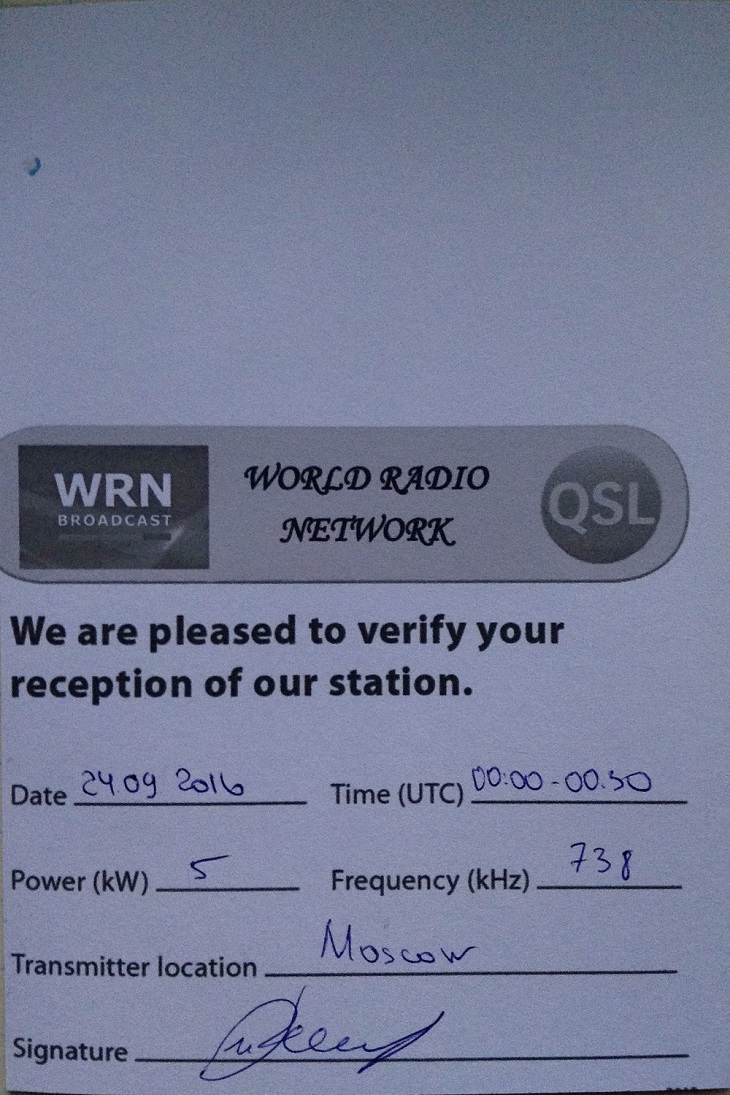 WRN
BROADCAST
WORLD RADIO
NETWORK
QSL
We are pleased to verify your
reception of our station.
Date 24.09 2016 Time (UTC) 00:00-00.50
Power (kW) 5 Frequency (kHz) 738
Transmitter location Moscow
Signature